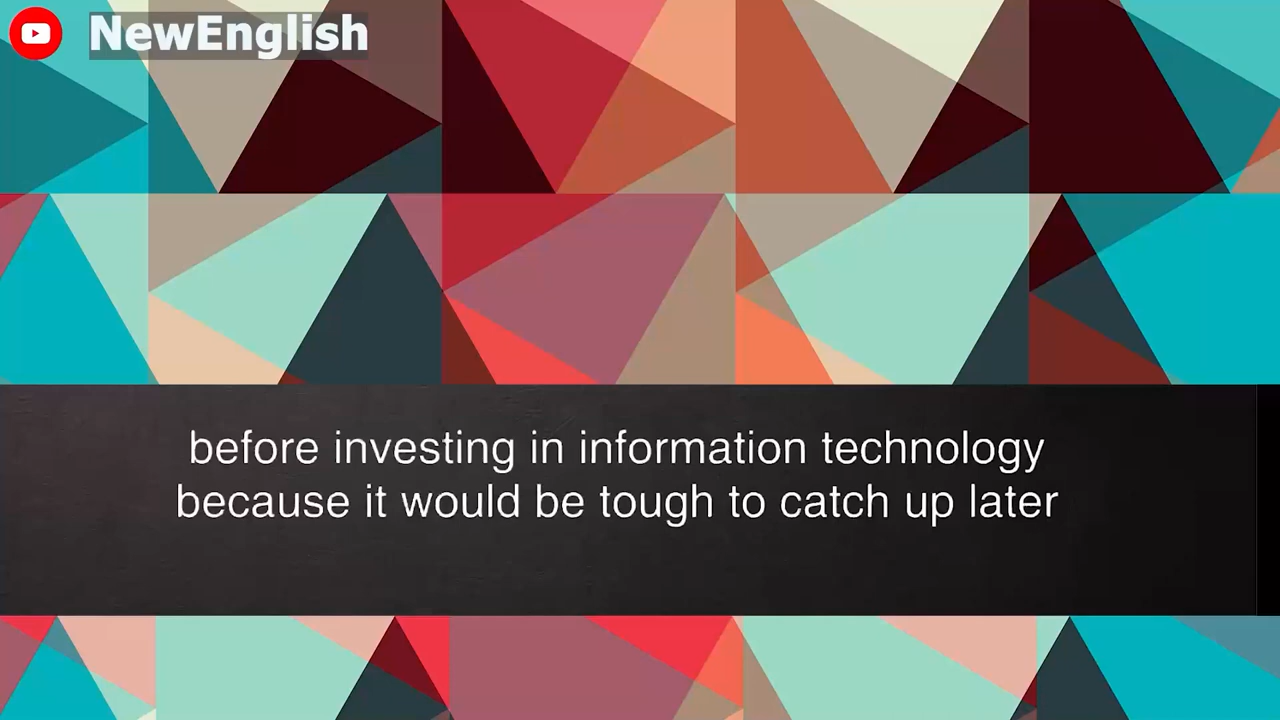 NewEnglish
before investing in information technology
because it would be tough to catch up later